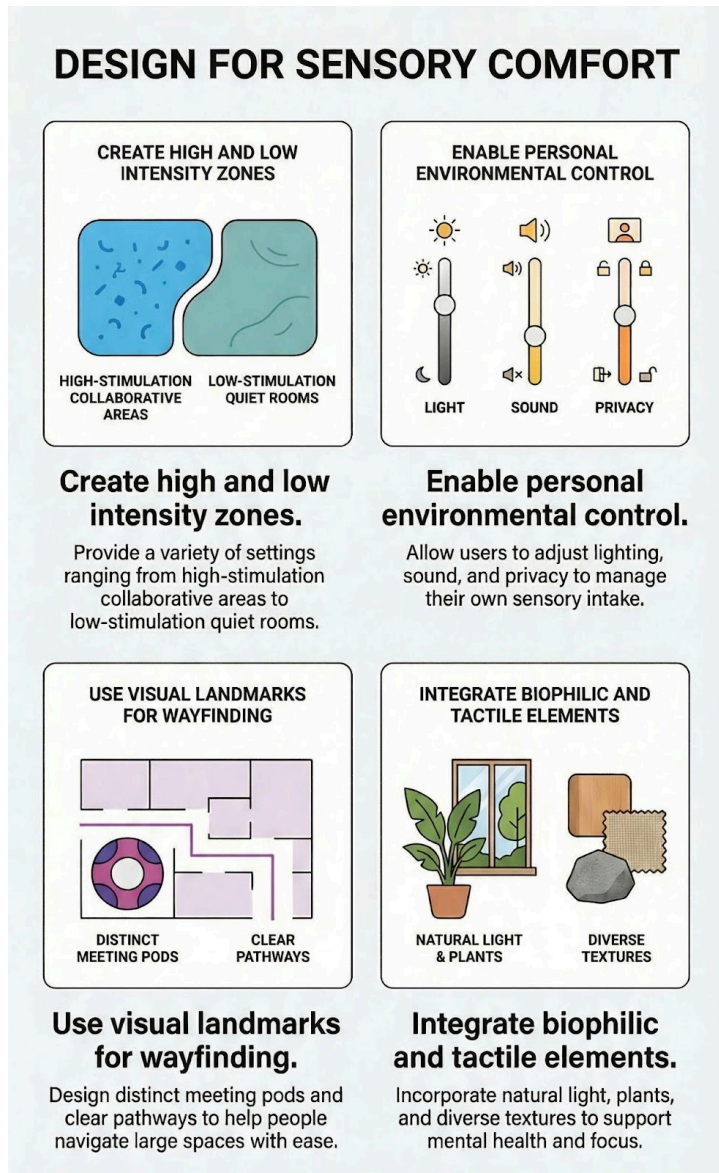 DESIGN FOR SENSORY COMFORT
CREATE HIGH AND LOW
INTENSITY ZONES
HIGH-STIMULATION
COLLABORATIVE
AREAS
LOW-STIMULATION
QUIET ROOMS
Create high and low
intensity zones.
Provide a variety of settings
ranging from high-stimulation
collaborative areas to
low-stimulation quiet rooms.
ENABLE PERSONAL
ENVIRONMENTAL CONTROL
LIGHT
SOUND
PRIVACY
Enable personal
environmental control.
Allow users to adjust lighting,
sound, and privacy to manage
their own sensory intake.
USE VISUAL LANDMARKS
FOR WAYFINDING
DISTINCT
MEETING PODS
CLEAR
PATHWAYS
Use visual landmarks
for wayfinding.
Design distinct meeting pods and
clear pathways to help people
navigate large spaces with ease.
INTEGRATE BIOPHILIC AND
TACTILE ELEMENTS
NATURAL LIGHT
& PLANTS
DIVERSE
TEXTURES
Integrate biophilic
and tactile elements.
Incorporate natural light, plants,
and diverse textures to support
mental health and focus.